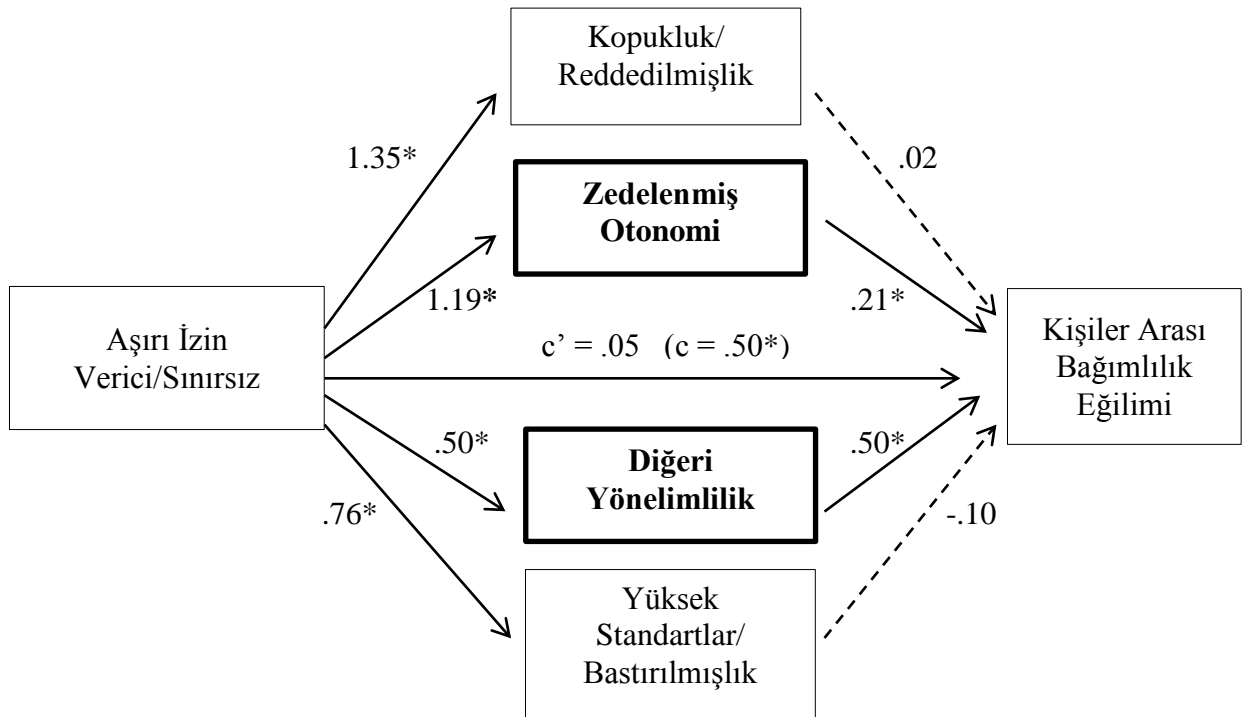 Kopukluk/
Reddedilmişlik
1.35*
.02
Zedelenmiş
Otonomi
1.19*
.21*
Aşırı İzin
Verici/Sınırsız
c’ = .05 (c = .50*)
Kişiler Arası
Bağımlılık
Eğilimi
.50*
.50*
Diğeri
Yönelimlilik
.76*
-.10
Yüksek
Standartlar/
Bastırılmışlık